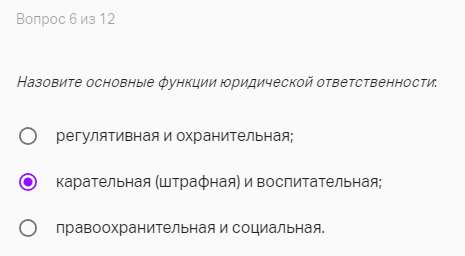 Вопрос 6 из 12
Назовите основные функции юридической ответственности:
регулятивная и охранительная;
карательная (штрафная) и воспитательная;
правоохранительная и социальная.